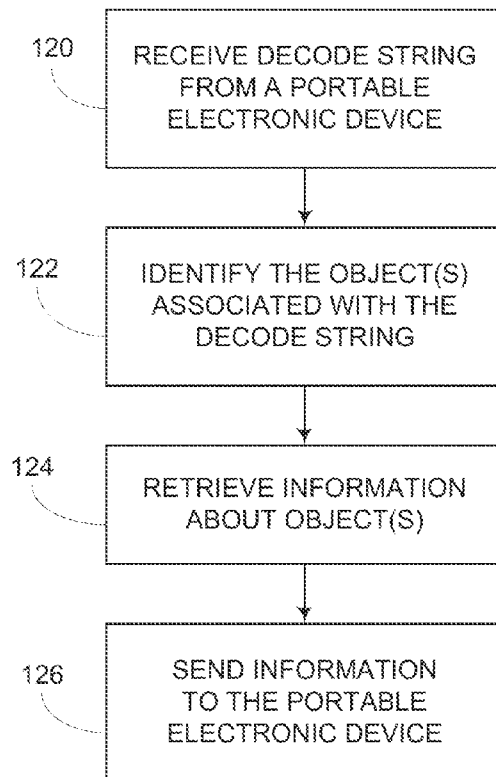 120
RECEIVE DECODE STRING
FROM A PORTABLE
ELECTRONIC DEVICE
122
IDENTIFY THE OBJECT(S)
ASSOCIATED WITH THE
DECODE STRING
124
RETRIEVE INFORMATION
ABOUT OBJECT(S)
126
SEND INFORMATION
TO THE PORTABLE
ELECTRONIC DEVICE